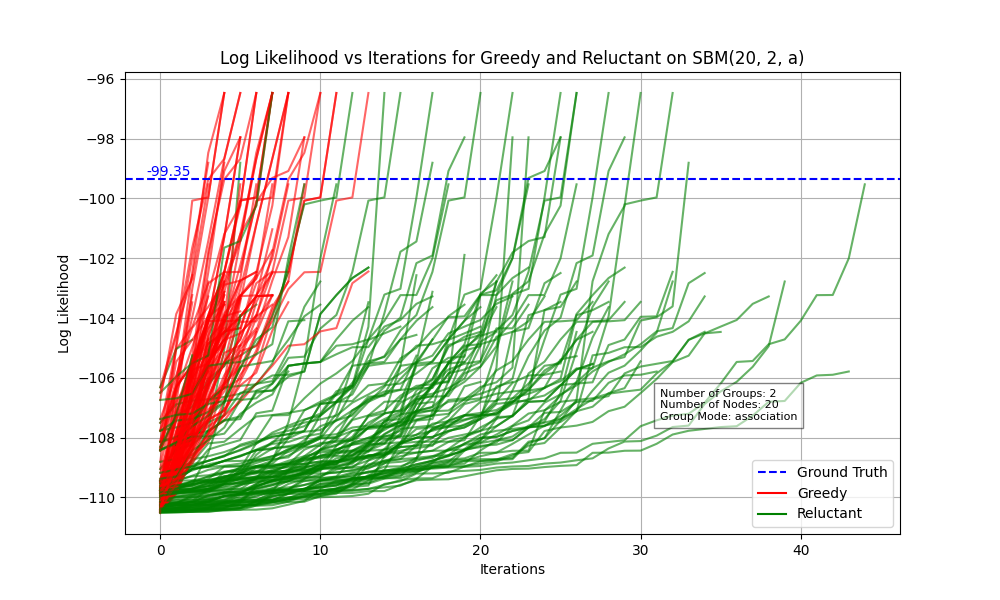 Log Likelihood vs Iterations for Greedy and Reluctant on SBM(20, 2, a)
Log Likelihood
−96
−98
−100
−102
−104
−106
−108
−110
-99.35
Number of Groups: 2
Number of Nodes: 20
Group Mode: association
Ground Truth
Greedy
Reluctant
0
10
20
30
40
Iterations